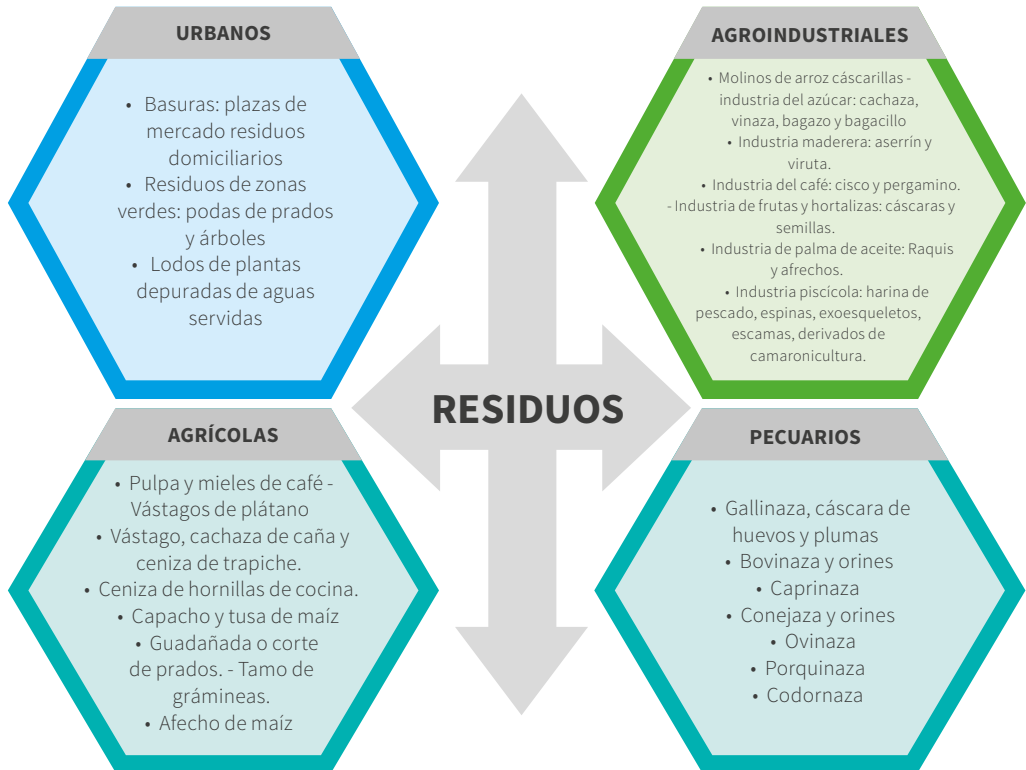 URBANOS
• Basuras: plazas de
mercado residuos
domiciliarios
• Residuos de zonas
verdes: podas de prados
y árboles
• Lodos de plantas
depuradas de aguas
servidas
AGROINDUSTRIALES
• Molinos de arroz cáscarillas -
industria del azúcar: cachaza,
vinaza, bagazo y bagacillo
• Industria maderera: aserrín y
viruta.
• Industria del café: cisco y pergamino.
- Industria de frutas y hortalizas: cáscaras y
semillas.
• Industria de palma de aceite: Raquis
y afrechos.
• Industria piscícola: harina de
pescado, espinas, exoesqueletos,
escamas, derivados de
camaronicultura.
RESIDUOS
AGRÍCOLAS
• Pulpa y mieles de café -
Vástagos de plátano
• Vástago, cachaza de caña y
ceniza de trapiche.
• Ceniza de hornillas de cocina.
• Capacho y tusa de maíz
• Guadañada o corte
de prados. - Tamo de
grámineas.
• Afecho de maíz
PECUARIOS
• Gallinaza, cáscara de
huevos y plumas
• Bovinaza y orines
• Caprinaza
• Conejaza y orines
• Ovinaza
• Porquinaza
• Codornaza